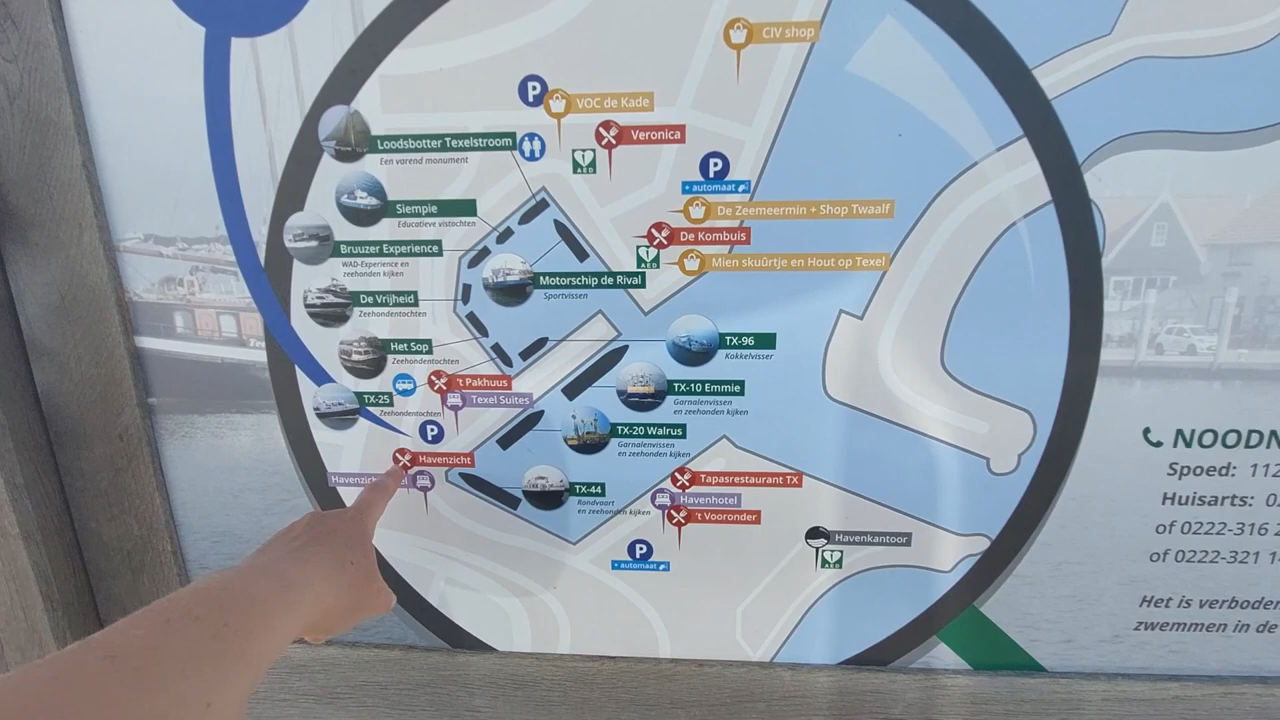 CIV shop
P
VOC de Kade
Veronica
AED
Loodsbotter Texelstroom
Een varend monument
P
+ automaat
Siempie
Educatieve vistochten
De Zeemeermin + Shop Twaalf
De Kombuis
AED
Mien skuûrtje en Hout op Texel
Bruuzer Experience
WAD-Experience en
zeehonden kijken
Motorschip de Rival
Sportvissen
De Vrijheid
Zeehondentochten
Het Sop
Zeehondentochten
TX-96
Kokkelvisser
't Pakhuus
Texel Suites
TX-10 Emmie
Garnalenvissen
en zeehonden kijken
TX-25
Zeehondentochten
P
TX-20 Walrus
Garnalenvissen
en zeehonden kijken
Havenzicht
TX-44
Rondvaart
en zeehonden kijken
Tapasrestaurant TX
Havenhotel
't Vooronder
P
+ automaat
Havenkantoor
AED
Spoed: 112
Huisarts:
of 0222-316
of 0222-321
Het is
zwemmen in de